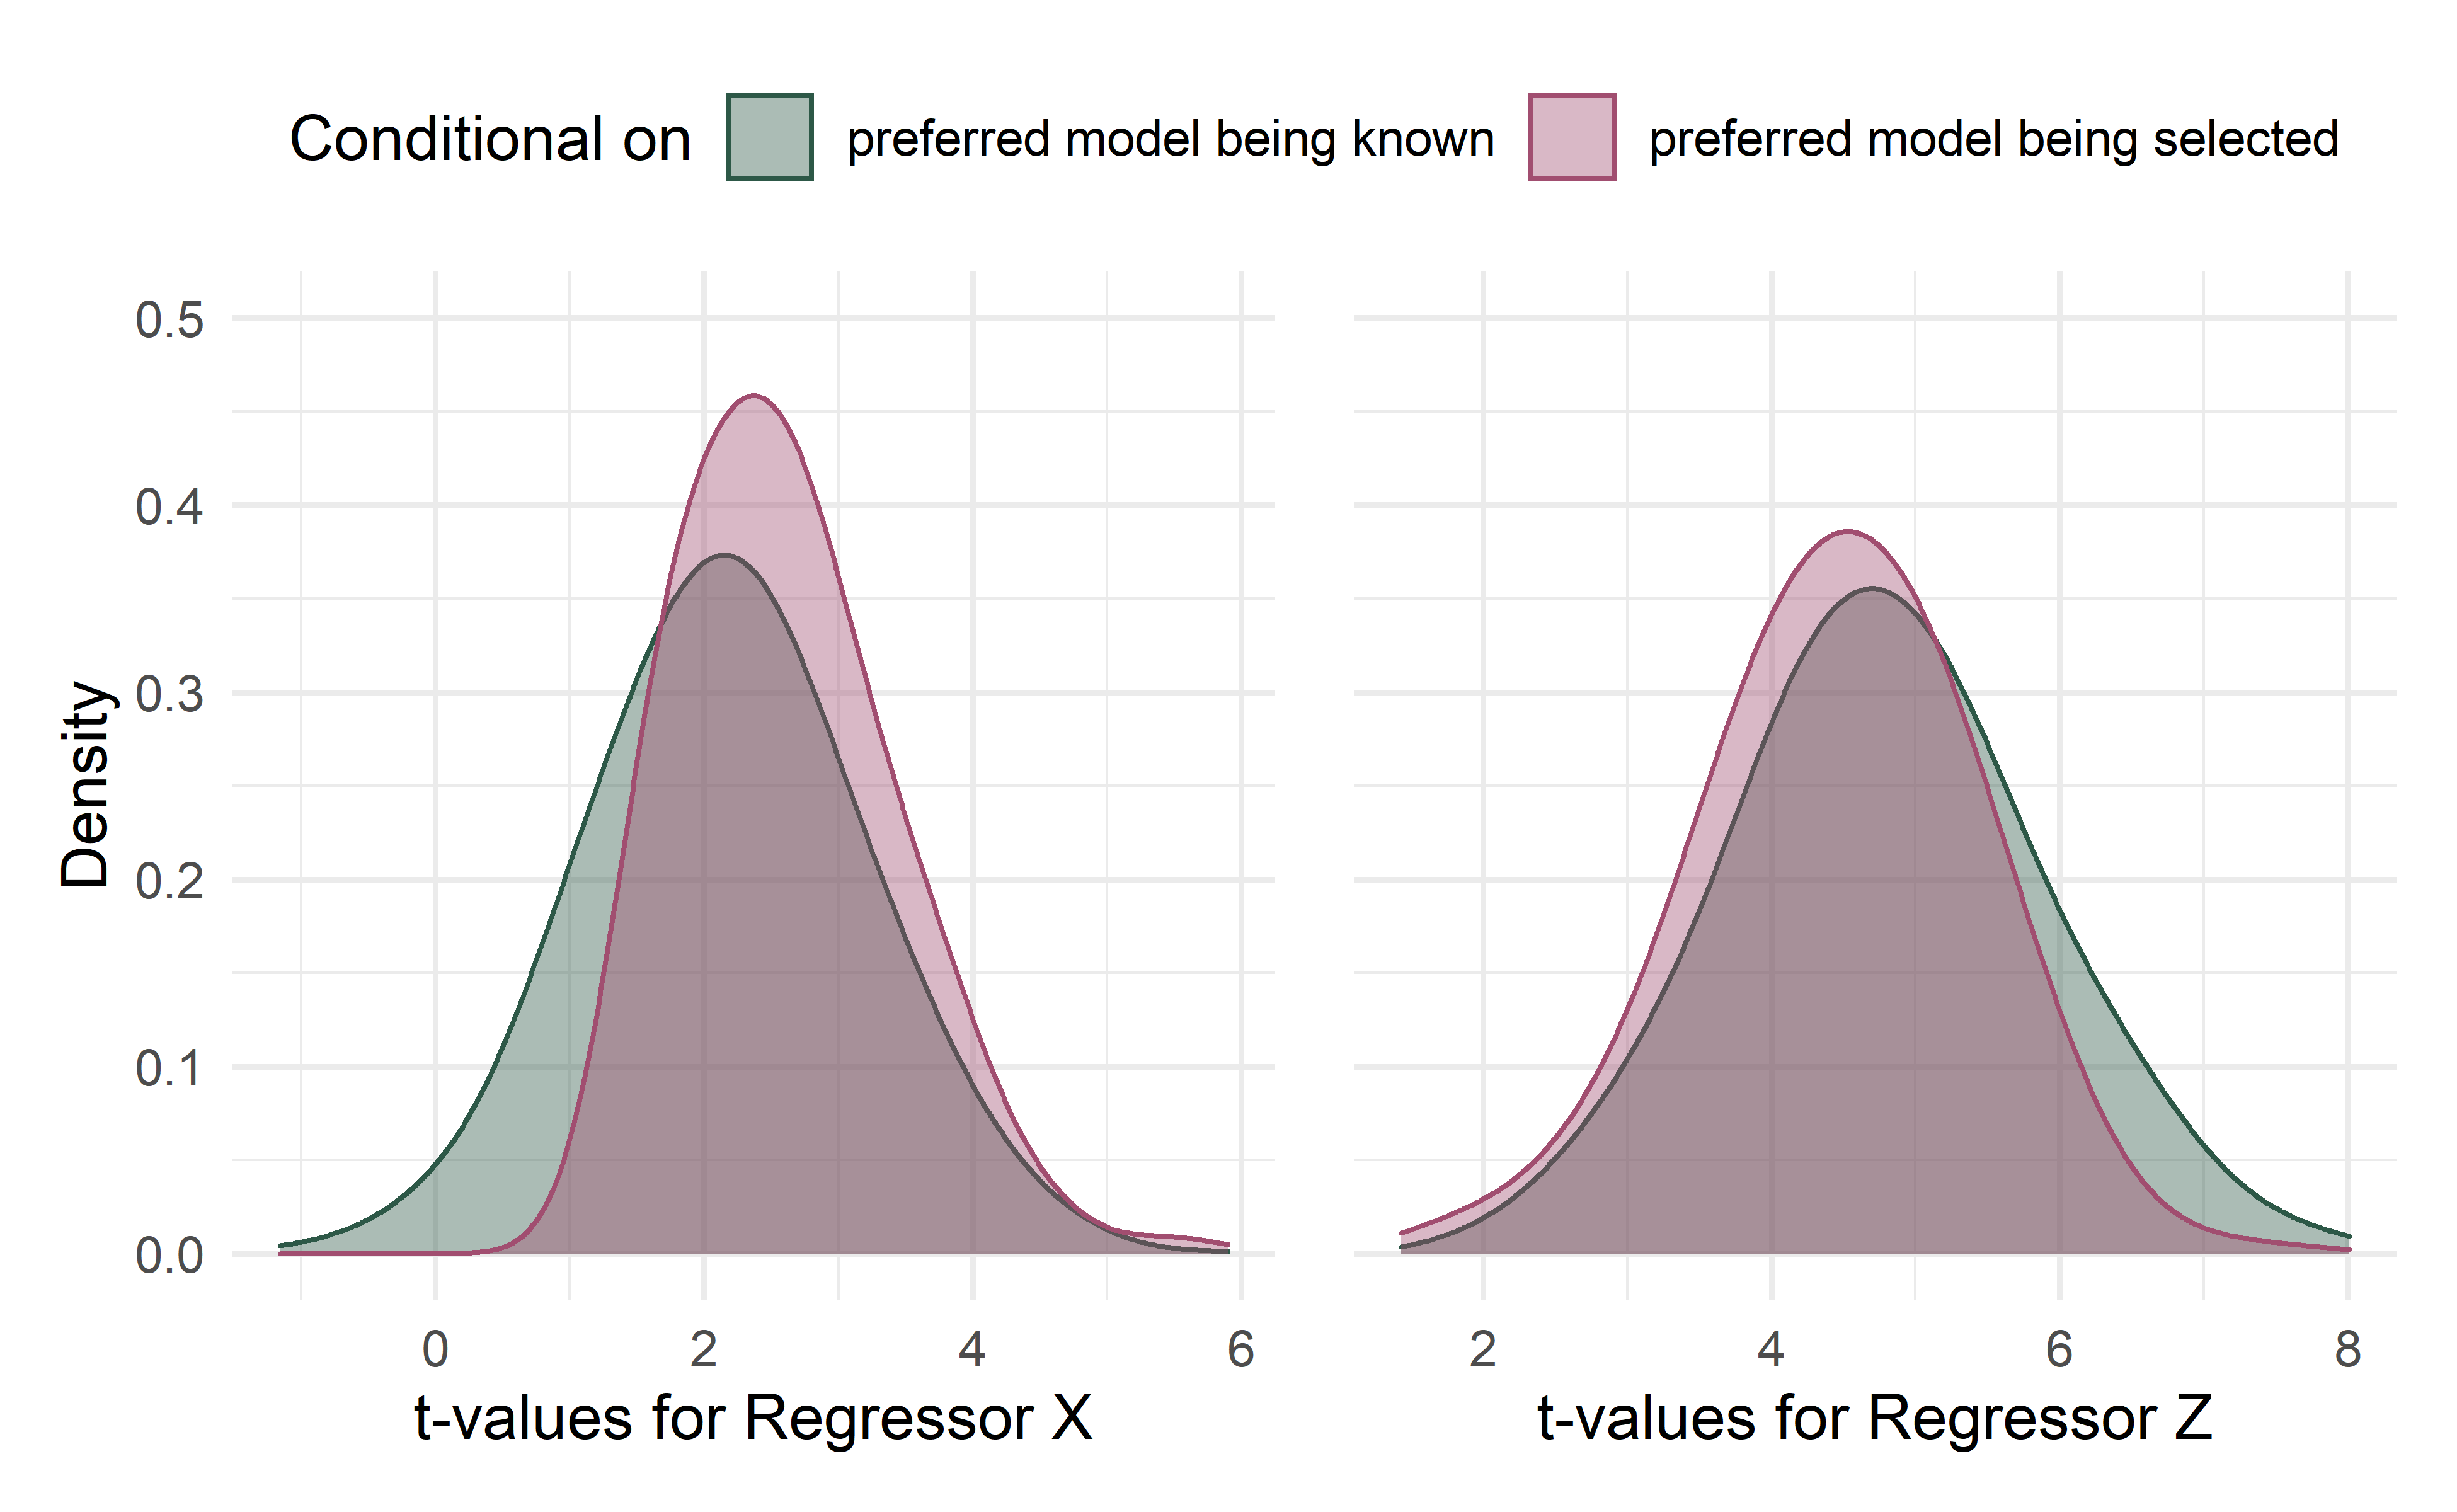 Conditional on preferred model being known preferred model being selected
Density
0.5
0.4
0.3
0.2
0.1
0.0
0 2 4 6
2 4 6 8
t-values for Regressor X
t-values for Regressor Z